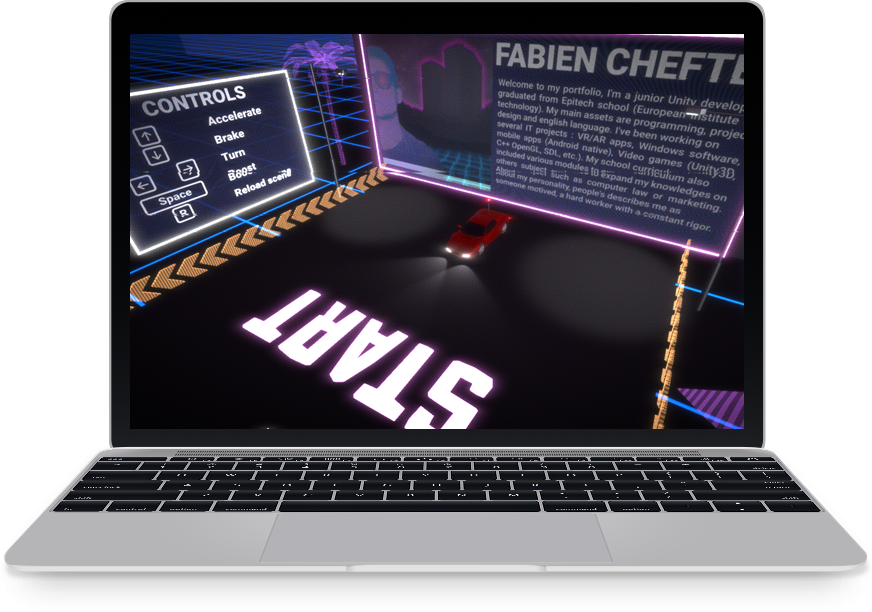 CONTROLS
Accelerate
Brake
Turn
Boost
Space
Reload scene
R
FABIEN CHEFTE
Welcome to my portfolio, I'm a junior Unity develop
graduated from Epitech school (European Institute
technology). My main assets are programming, projec
design and english language. I've been working on
several IT projects : VR/AR apps, Windows software,
mobile apps (Android native), Video games (Unity3D,
C++ OpenGL, SDL, etc.). My school curriculum also
included various modules to expand my knowledges on
others subject such as computer law or marketing.
About my personality, people's describes me as
someone motived, a hard worker with a constant rigor.
START